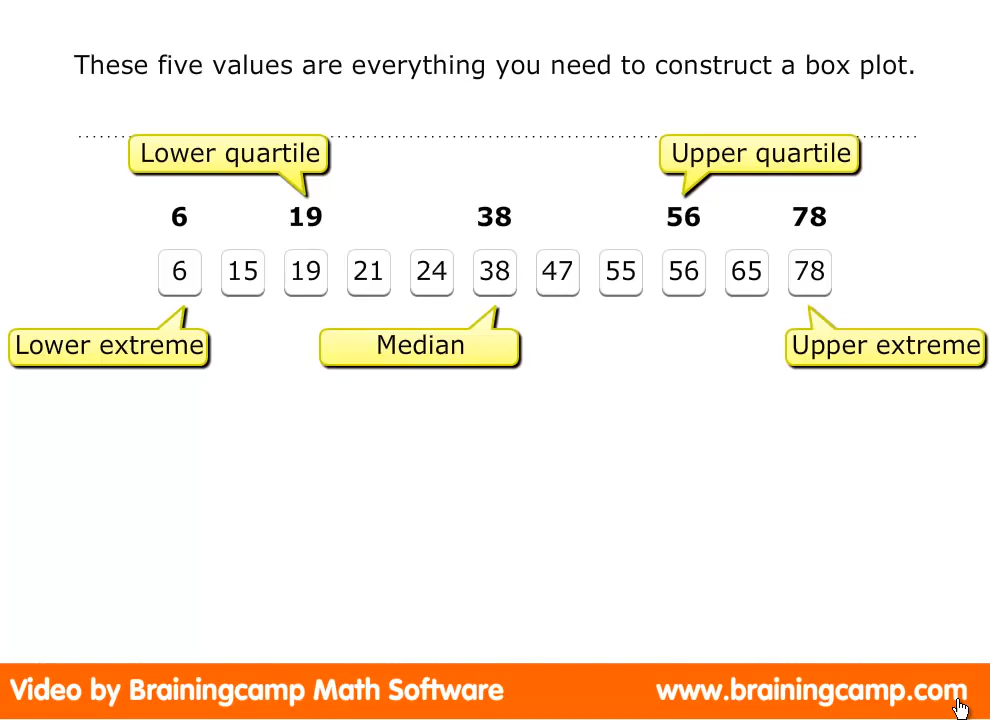 These five values are everything you need to construct a box plot.
Lower quartile Upper quartile
6 19 38 56 78
6 15 19 21 24 38 47 55 56 65 78
Lower extreme Median Upper extreme
Video by Brainingcamp Math Software www.brainingcamp.com